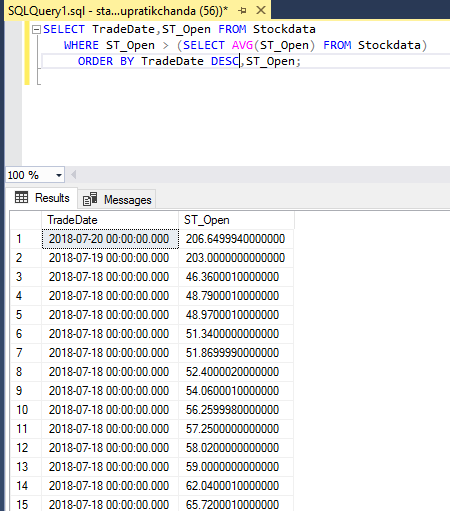 SQLQuery1.sql - sta...upratikchanda (56))*
SELECT TradeDate,ST_Open FROM Stockdata
WHERE ST_Open > (SELECT AVG(ST_Open) FROM Stockdata)
ORDER BY TradeDate DESC,ST_Open;
100 %
Results Messages
TradeDate ST_Open
1 2018-07-20 00:00:00.000 206.6499940000000
2 2018-07-19 00:00:00.000 203.0000000000000
3 2018-07-18 00:00:00.000 46.3600010000000
4 2018-07-18 00:00:00.000 48.7900010000000
5 2018-07-18 00:00:00.000 48.9700010000000
6 2018-07-18 00:00:00.000 51.3400000000000
7 2018-07-18 00:00:00.000 51.8699990000000
8 2018-07-18 00:00:00.000 52.4000020000000
9 2018-07-18 00:00:00.000 54.0600010000000
10 2018-07-18 00:00:00.000 56.2599980000000
11 2018-07-18 00:00:00.000 57.2500000000000
12 2018-07-18 00:00:00.000 58.0200000000000
13 2018-07-18 00:00:00.000 59.0000000000000
14 2018-07-18 00:00:00.000 62.0400010000000
15 2018-07-18 00:00:00.000 65.7200010000000